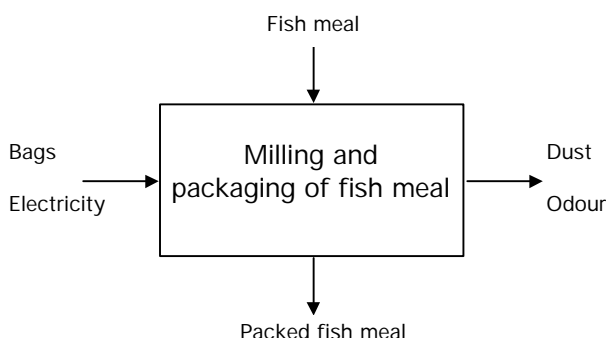 Fish meal
Bags
Electricity
Milling and
packaging of fish meal
Dust
Odour
Packed fish meal